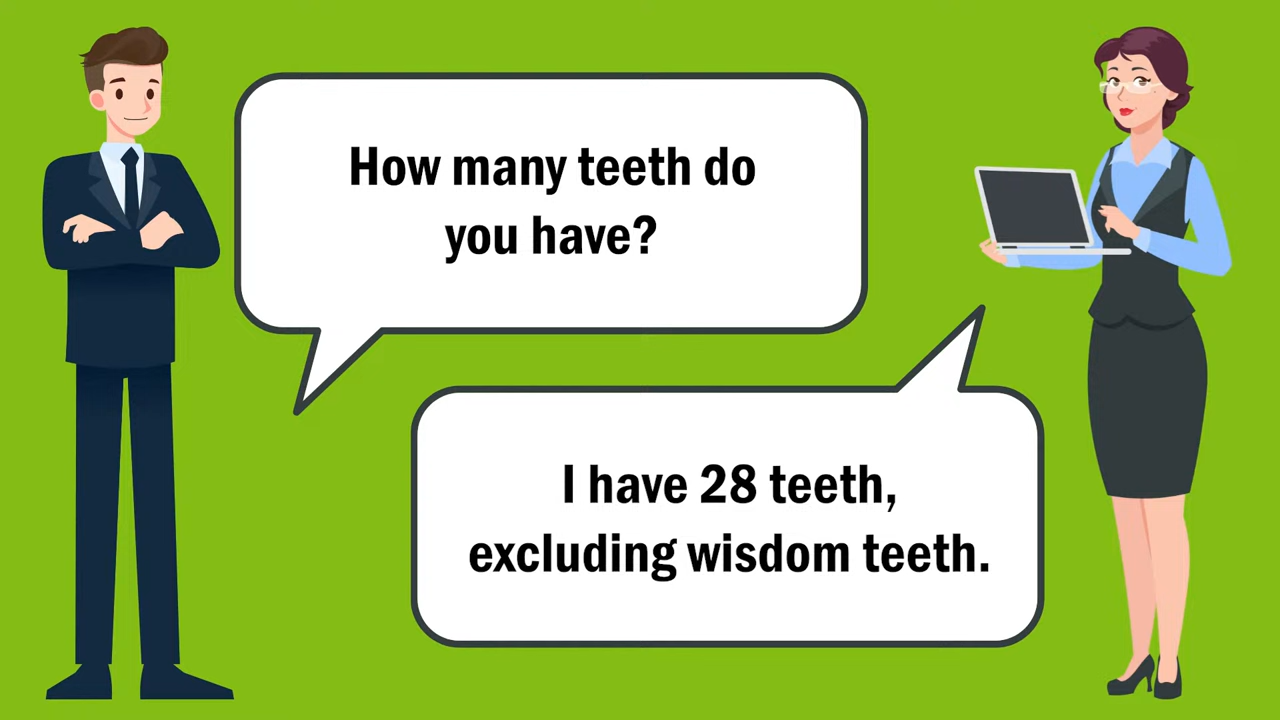 How many teeth do
you have?
I have 28 teeth,
excluding wisdom teeth.